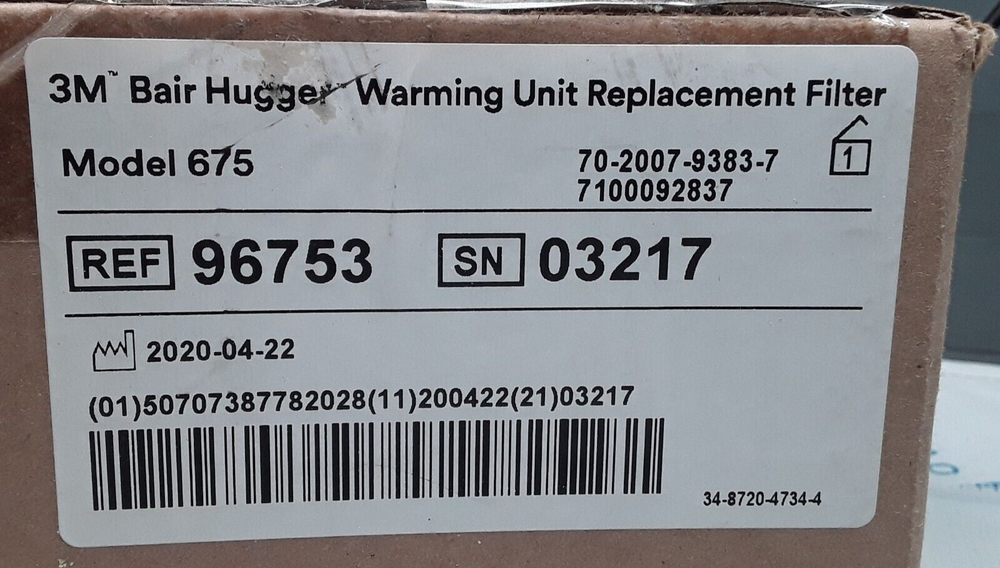 3M™ Bair Hugger Warming Unit Replacement Filter
Model 675
70-2007-9383-7
7100092837
1
REF 96753 SN 03217
2020-04-22
(01)50707387782028(11)200422(21)03217
34-8720-4734-4